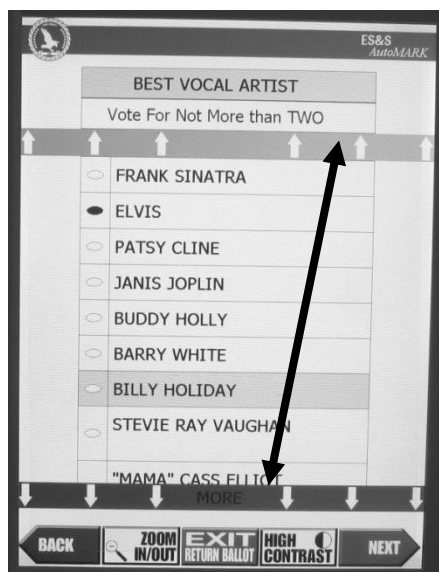 ES&S
AutoMARK
BEST VOCAL ARTIST
Vote For Not More than TWO
FRANK SINATRA
ELVIS
PATSY CLINE
JANIS JOPLIN
BUDDY HOLLY
BARRY WHITE
BILLY HOLIDAY
STEVIE RAY VAUGHAN
"MAMA" CASS ELLIOT
MORE
BACK
ZOOM
IN/OUT
EXIT
RETURN BALLOT
HIGH
CONTRAST
NEXT